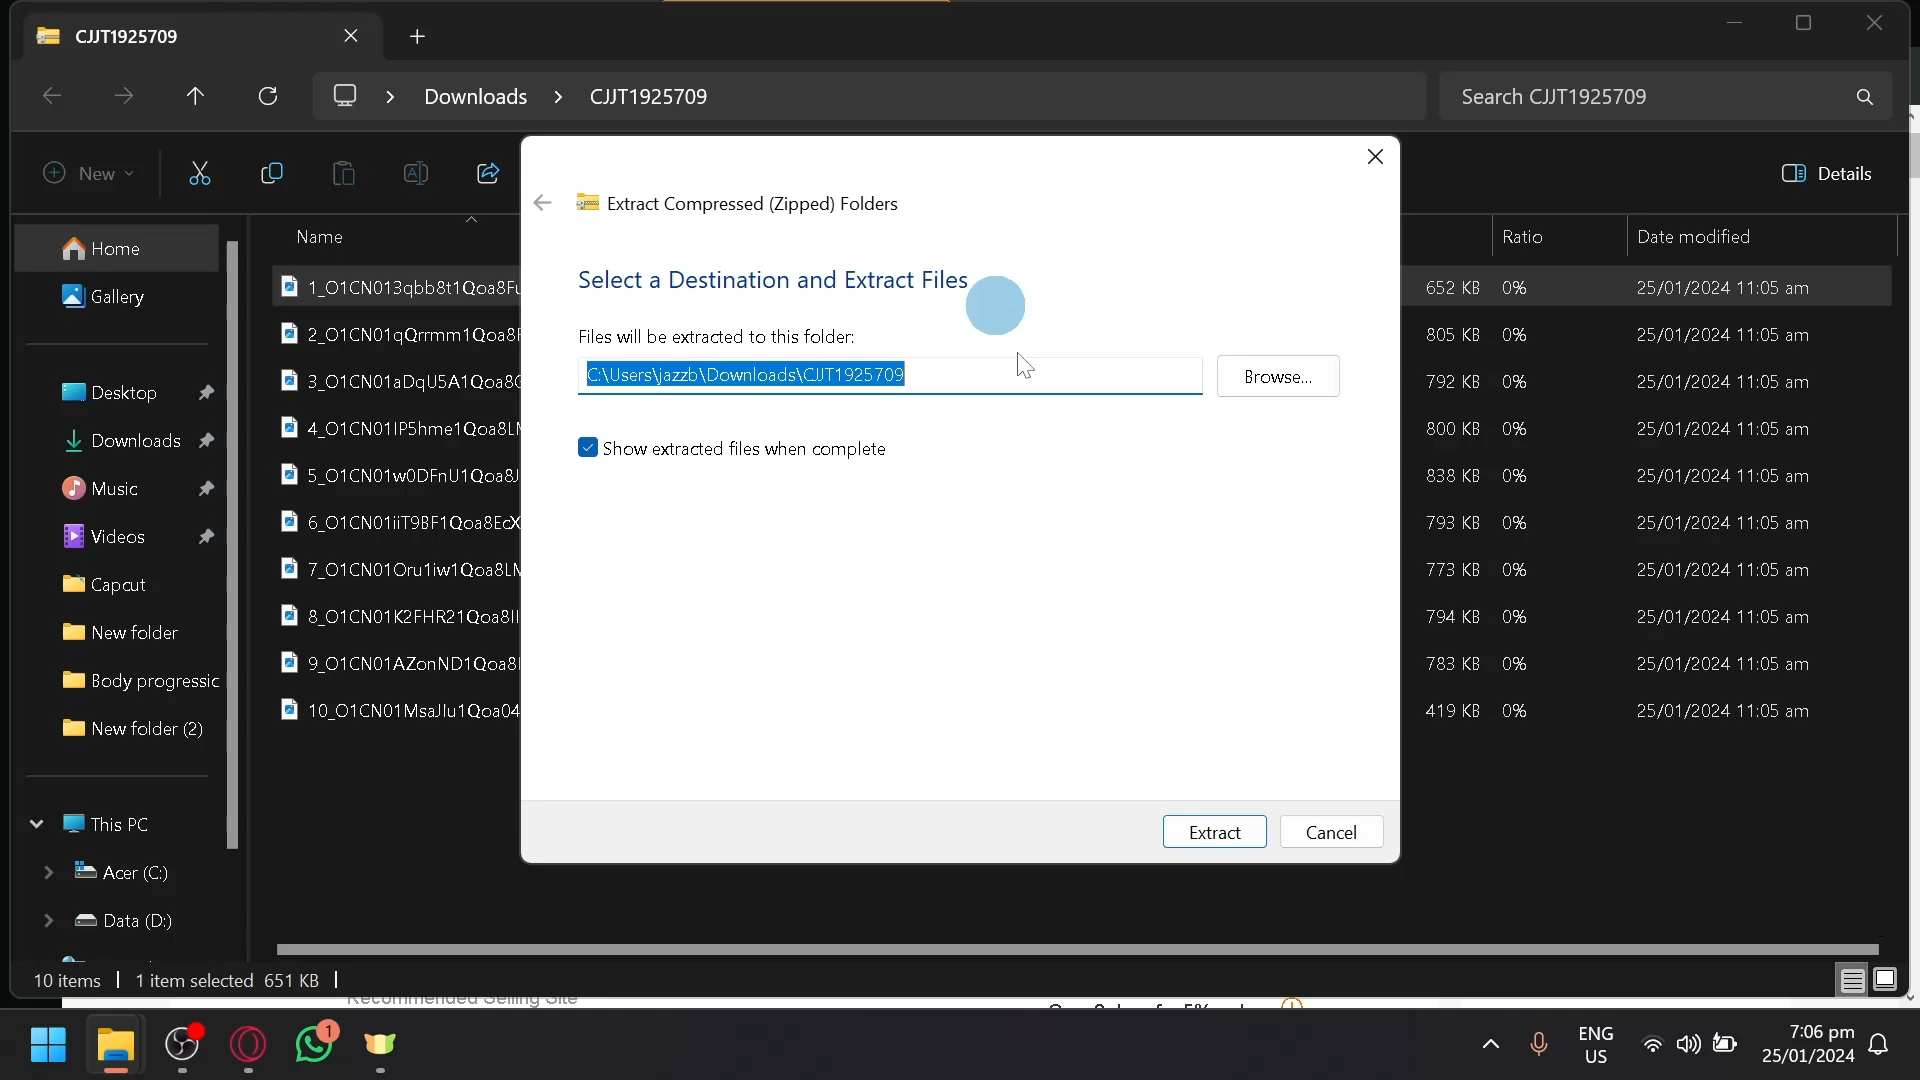 CJJT1925709
Downloads
CJJT1925709
Search CJJT1925709
New
Details
Extract Compressed (Zipped) Folders
Select a Destination and Extract Files
Files will be extracted to this folder:
C:\Users\jazzb\Downloads\CJJT1925709
Browse...
Show extracted files when complete
Extract
Cancel
Home
Gallery
Desktop
Downloads
Music
Videos
Capcut
New folder
Body progressic
New folder (2)
This PC
Acer (C:)
Data (D:)
Name
Ratio
Date modified
1_O1CN013qbb8t1Qoa8Fu 652 KB 0% 25/01/2024 11:05 am
2_O1CN01qQrrmm1Qoa8F 805 KB 0% 25/01/2024 11:05 am
3_O1CN01aDqU5A1Qoa8G 792 KB 0% 25/01/2024 11:05 am
4_O1CN01IP5hme1Qoa8LM 800 KB 0% 25/01/2024 11:05 am
5_O1CN01w0DFnU1Qoa8J 838 KB 0% 25/01/2024 11:05 am
6_O1CN01iiT9BF1Qoa8EcX 793 KB 0% 25/01/2024 11:05 am
7_O1CN01Oru1iw1Qoa8LM 773 KB 0% 25/01/2024 11:05 am
8_O1CN01K2FHR21Qoa8II 794 KB 0% 25/01/2024 11:05 am
9_O1CN01AZonND1Qoa8I 783 KB 0% 25/01/2024 11:05 am
10_O1CN01MsaJlu1Qoa04 419 KB 0% 25/01/2024 11:05 am
10 items
1 item selected 651 KB
Recommended Selling Site
1
ENG
US
7:06 pm
25/01/2024